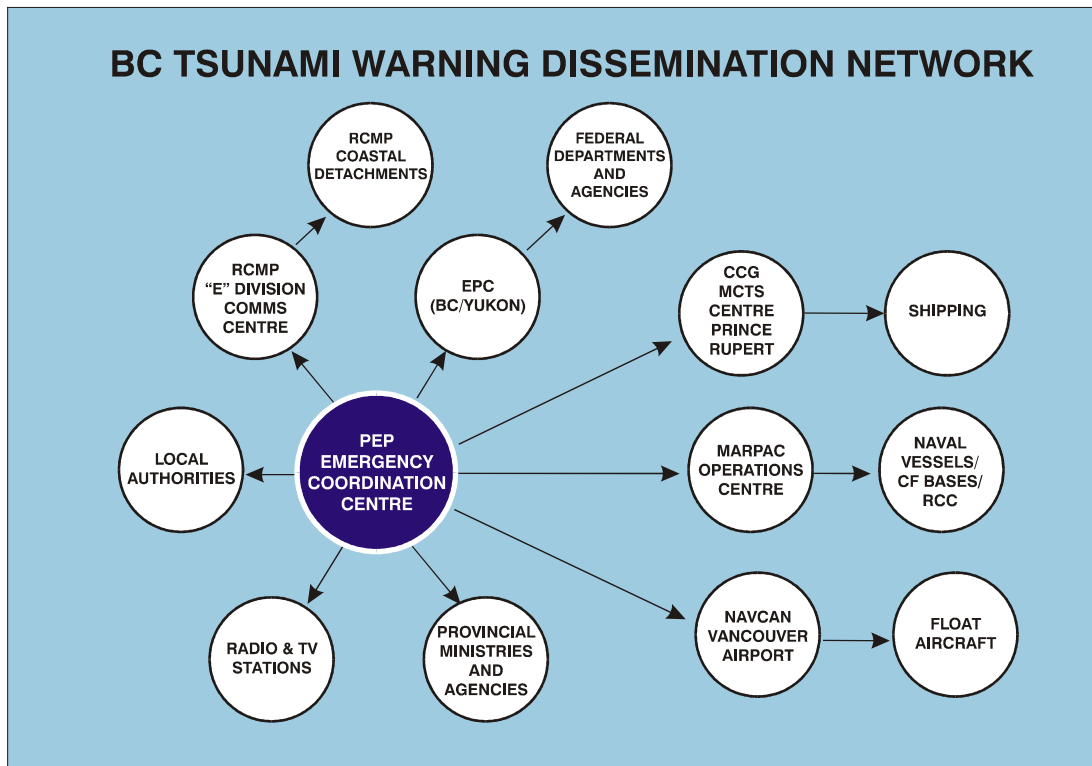 BC TSUNAMI WARNING DISSEMINATION NETWORK
RCMP
COASTAL
DETACHMENTS
FEDERAL
DEPARTMENTS
AND
AGENCIES
RCMP
“E” DIVISION
COMMS
CENTRE
EPC
(BC/YUKON)
CCG
MCTS
CENTRE
PRINCE
RUPERT
SHIPPING
LOCAL
AUTHORITIES
PEP
EMERGENCY
COORDINATION
CENTRE
MARPAC
OPERATIONS
CENTRE
NAVAL
VESSELS/
CF BASES/
RCC
RADIO & TV
STATIONS
PROVINCIAL
MINISTRIES
AND
AGENCIES
NAVCAN
VANCOUVER
AIRPORT
FLOAT
AIRCRAFT